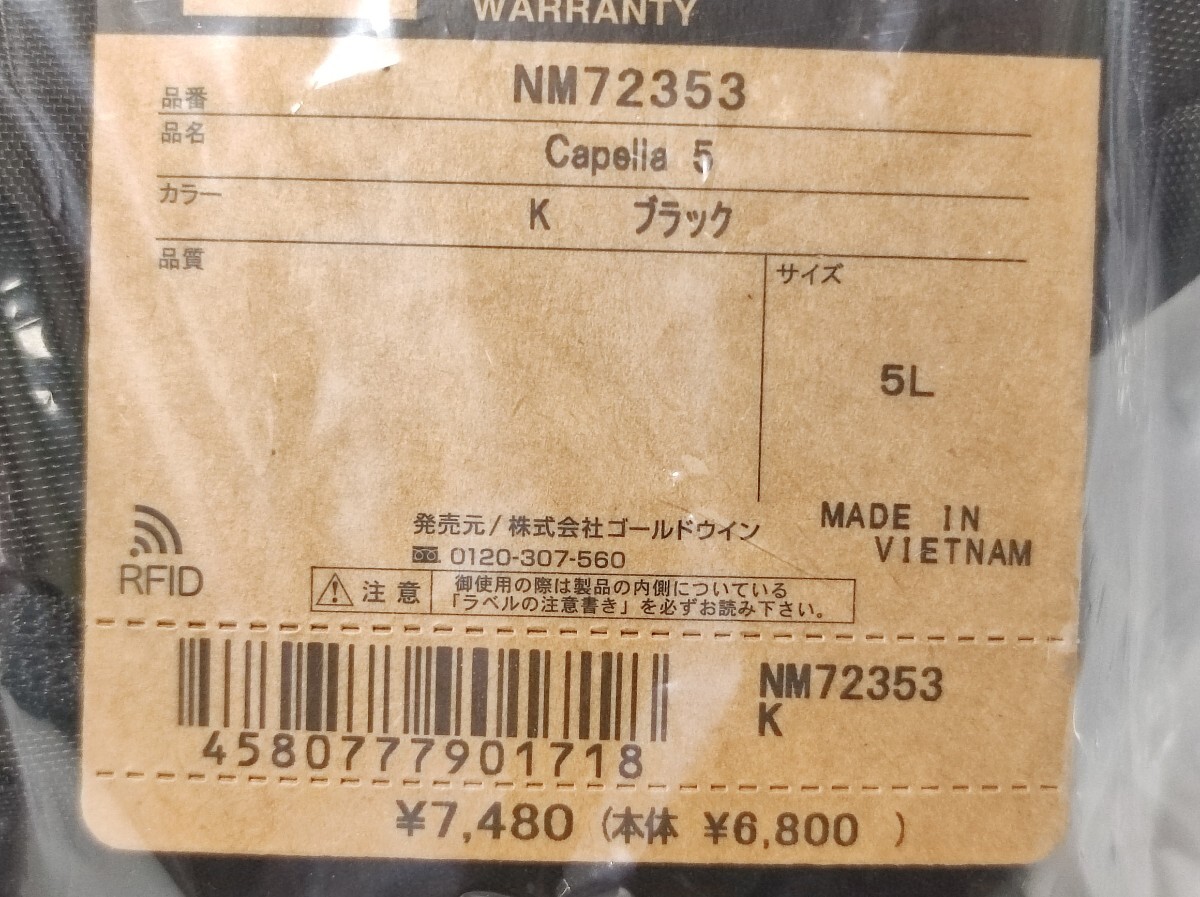 WARRANTY
品番 NM72353
品名 Capella 5
カラー K ブラック
品質
サイズ
5L
発売元/株式会社ゴールドウイン
0120-307-560
MADE IN
VIETNAM
RFID
注意
御使用の際は製品の内側についている
「ラベルの注意書き」を必ずお読み下さい。
4580777901718
NM72353
K
¥7,480 (本体 ¥6,800 )